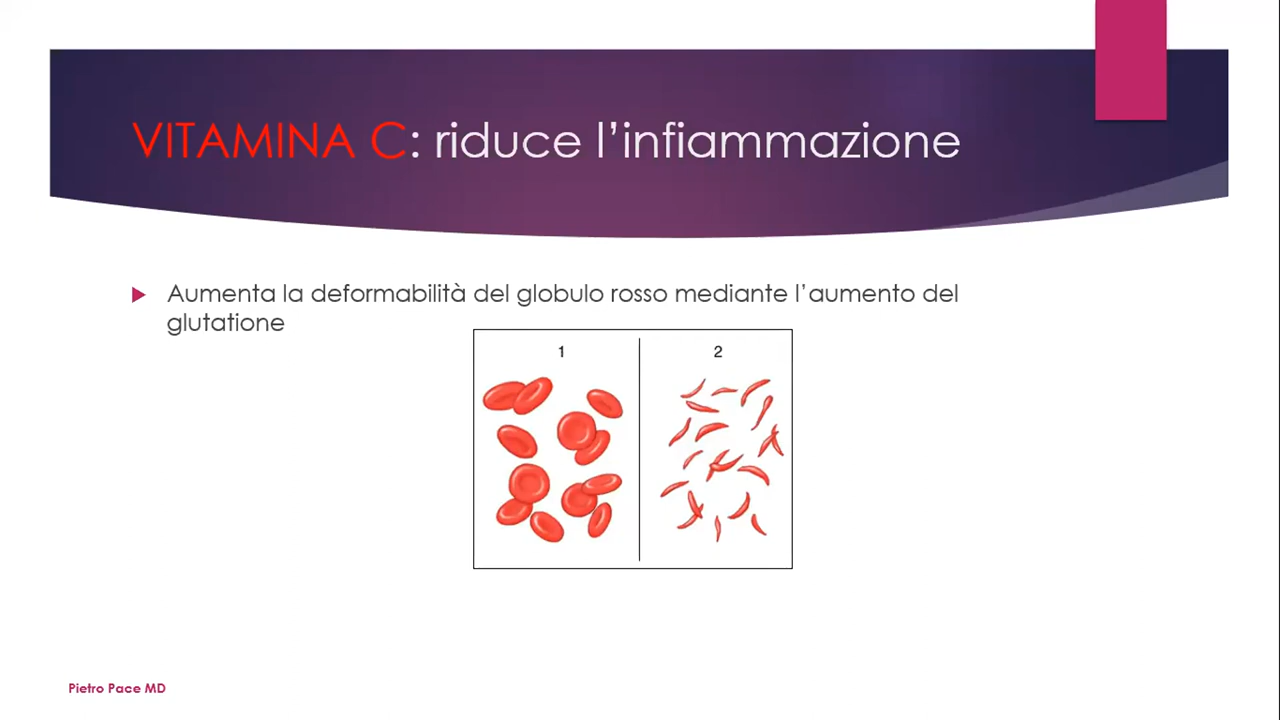 VITAMINA C: riduce l’infiammazione
Aumenta la deformabilità del globulo rosso mediante l’aumento del
glutatione
1
2
Pietro Pace MD